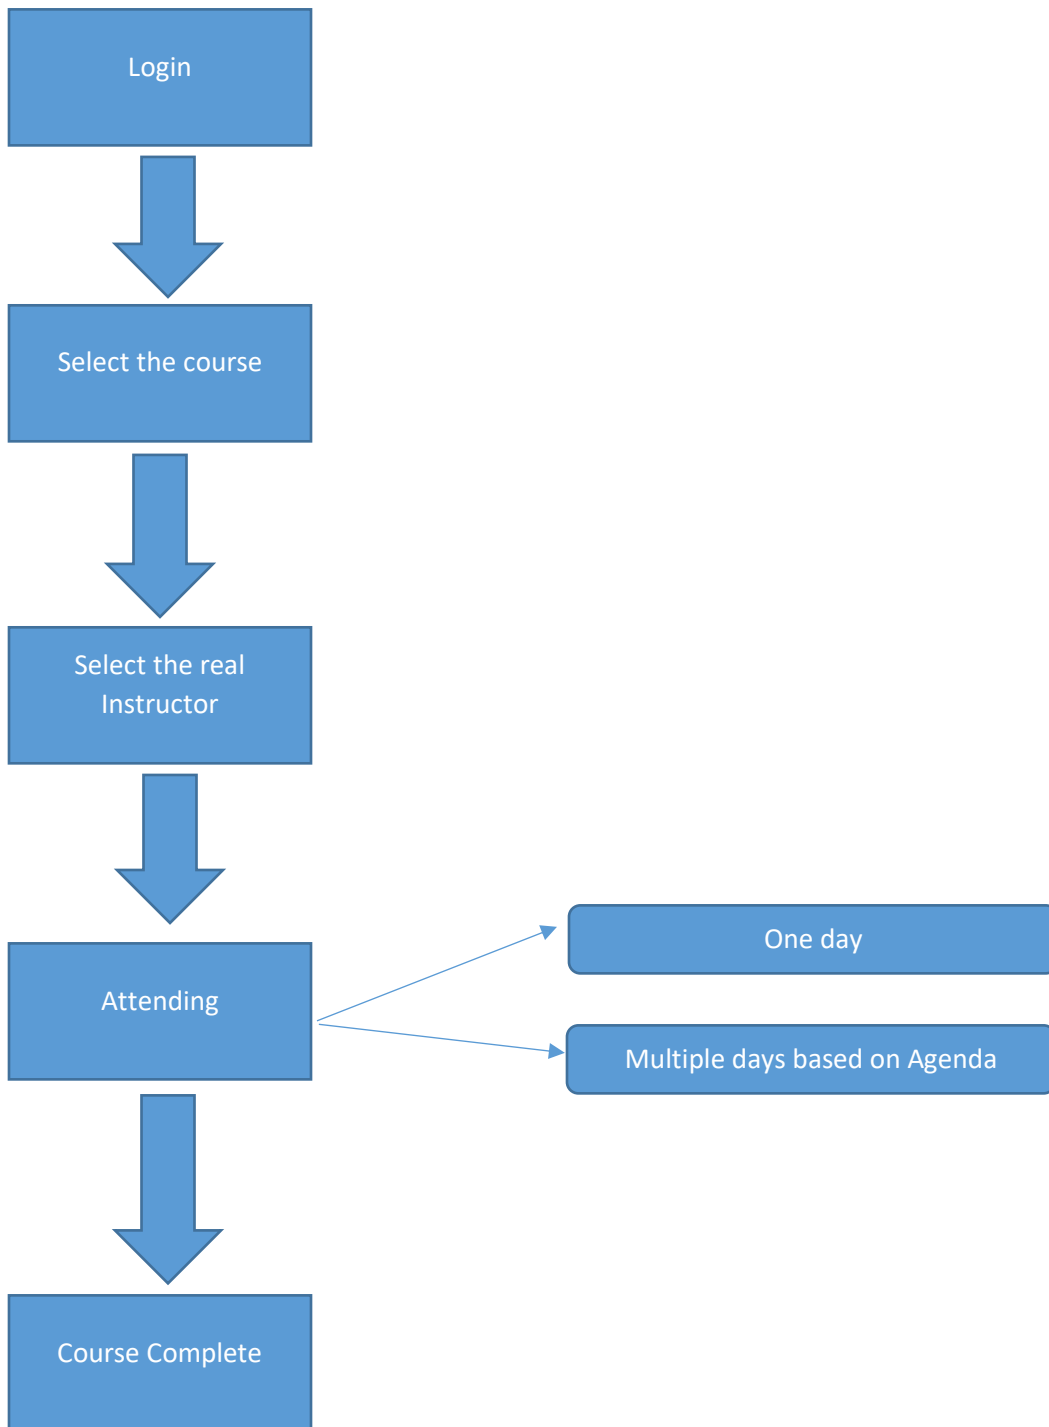 Login
Select the course
Select the real
Instructor
Attending
One day
Multiple days based on Agenda
Course Complete